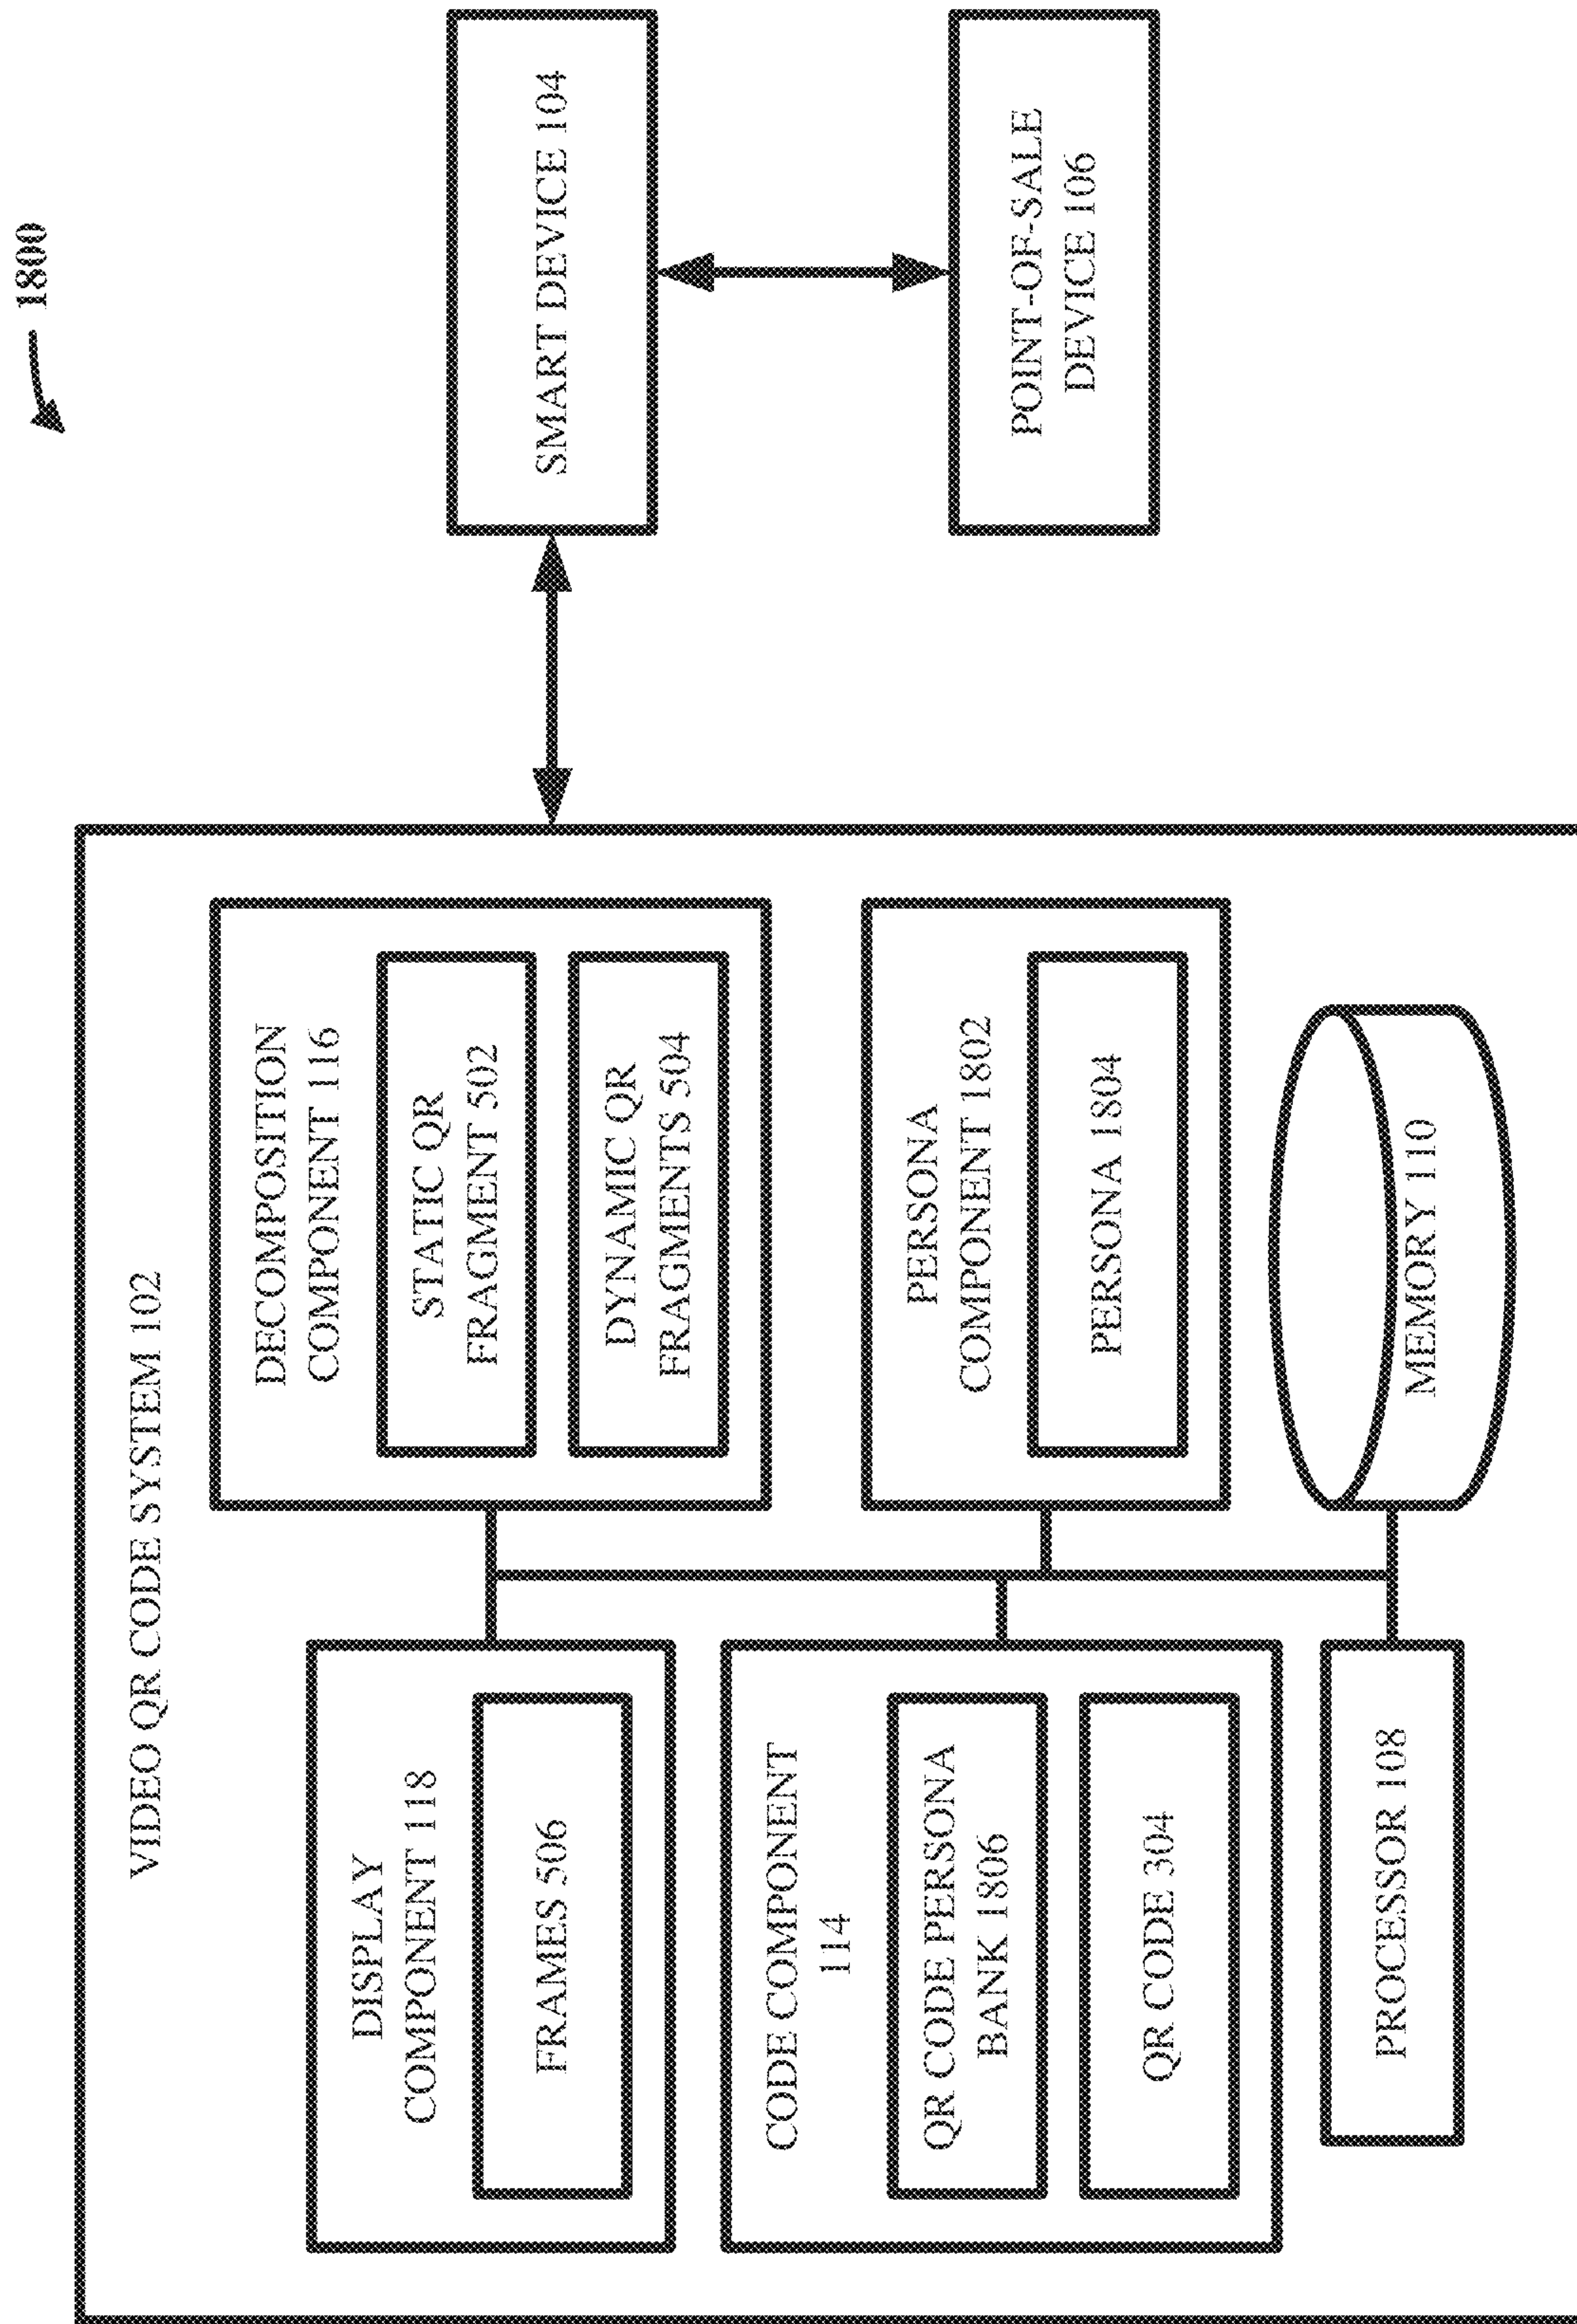 1800
VIDEO QR CODE SYSTEM 102
DISPLAY
COMPONENT 118
FRAMES 506
DECOMPOSITION
COMPONENT 116
STATIC QR
FRAGMENT 502
DYNAMIC QR
FRAGMENTS 504
CODE COMPONENT
114
QR CODE PERSONA
BANK 1806
QR CODE 304
PERSONA
COMPONENT 1802
PERSONA 1804
PROCESSOR 108
MEMORY 110
SMART DEVICE 104
POINT-OF-SALE
DEVICE 106